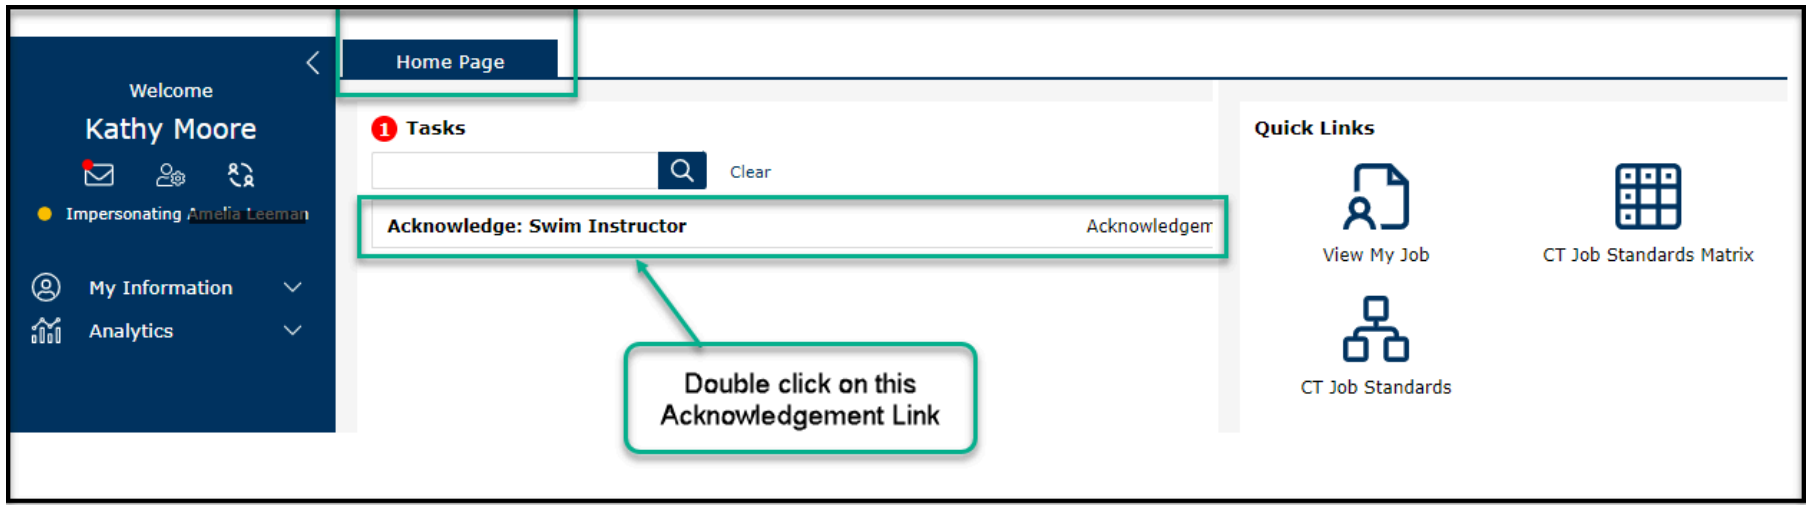 Home Page
Welcome
Kathy Moore
Impersonating Amelia Leeman
My Information
Analytics
1 Tasks
Clear
Acknowledge: Swim Instructor Acknowledgem
Double click on this
Acknowledgement Link
Quick Links
View My Job
CT Job Standards Matrix
CT Job Standards